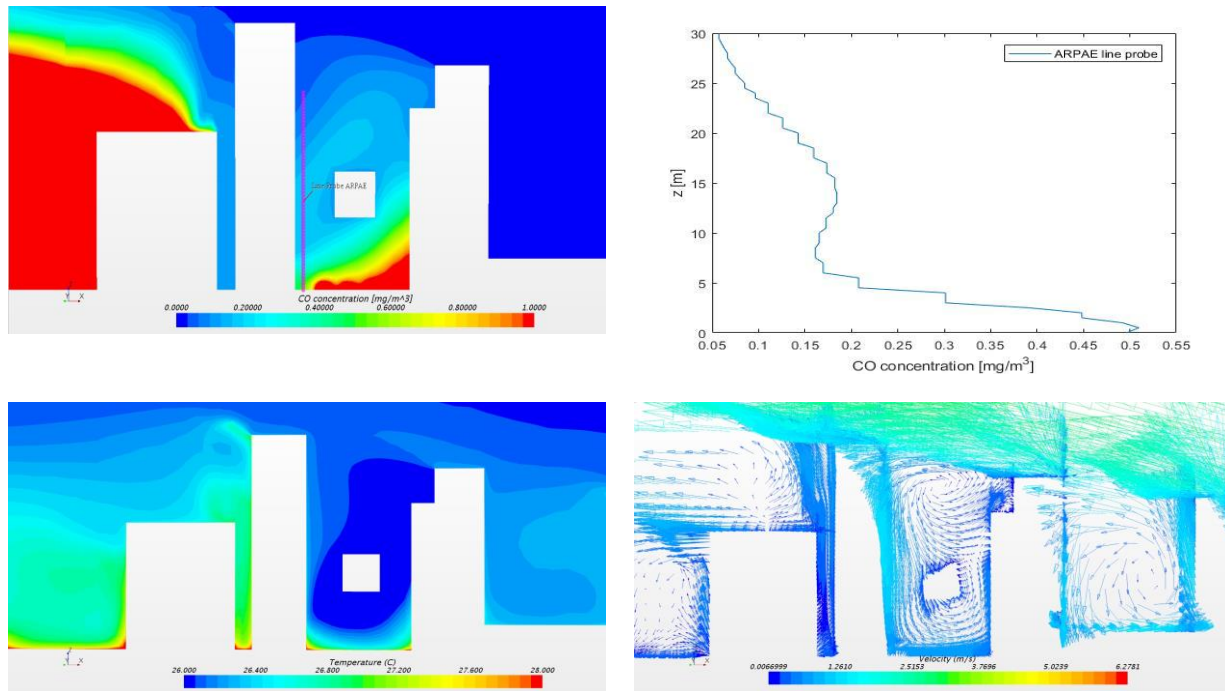 Line Probe ARPAE
Y X
CO concentration [mg/m^3]
0.0000 0.20000 0.40000 0.60000 0.80000 1.0000
30
25
20
15
10
5
0
z [m]
ARPAE line probe
0.05 0.1 0.15 0.2 0.25 0.3 0.35 0.4 0.45 0.5 0.55
CO concentration [mg/m3]
X
Temperature (C)
26.000 26.400 26.800 27.200 27.600 28.000
X
Velocity (m/s)
0.0066999 1.2610 2.5153 3.7696 5.0239 6.2781